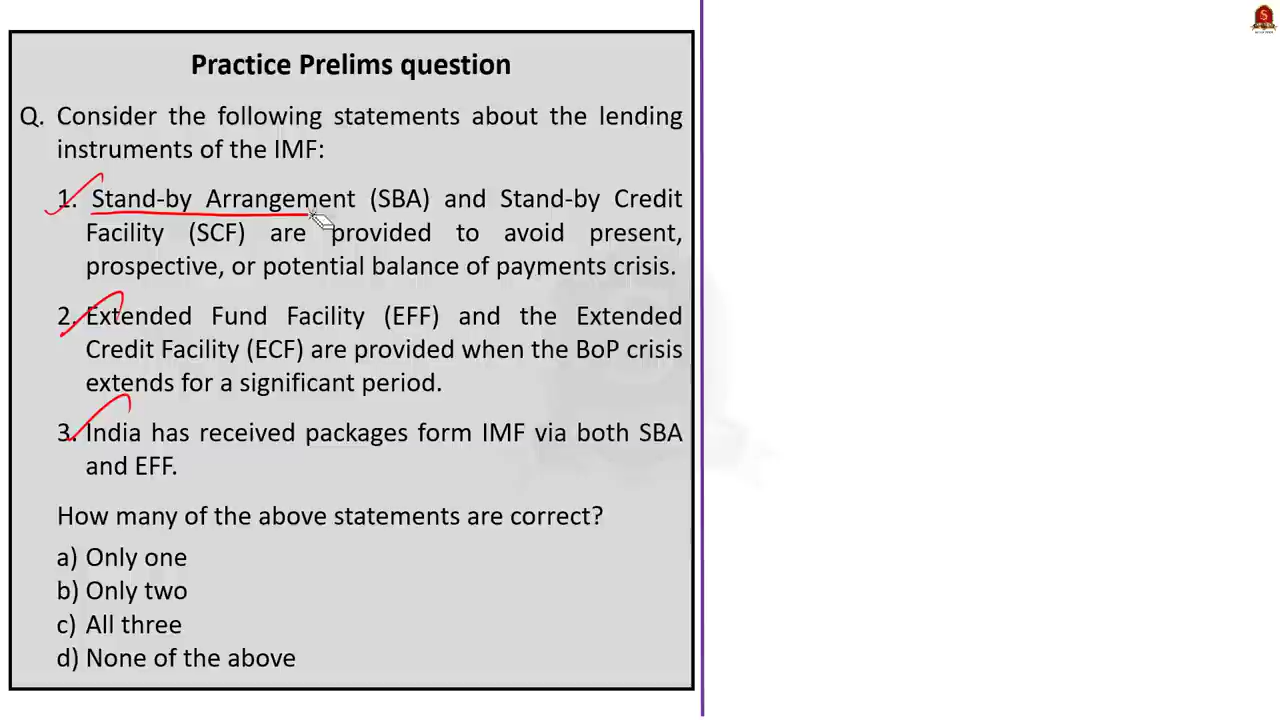 Practice Prelims question
Q. Consider the following statements about the lending
instruments of the IMF:
1. Stand-by Arrangement (SBA) and Stand-by Credit
Facility (SCF) are provided to avoid present,
prospective, or potential balance of payments crisis.
2. Extended Fund Facility (EFF) and the Extended
Credit Facility (ECF) are provided when the BoP crisis
extends for a significant period.
3. India has received packages form IMF via both SBA
and EFF.
How many of the above statements are correct?
a) Only one
b) Only two
c) All three
d) None of the above